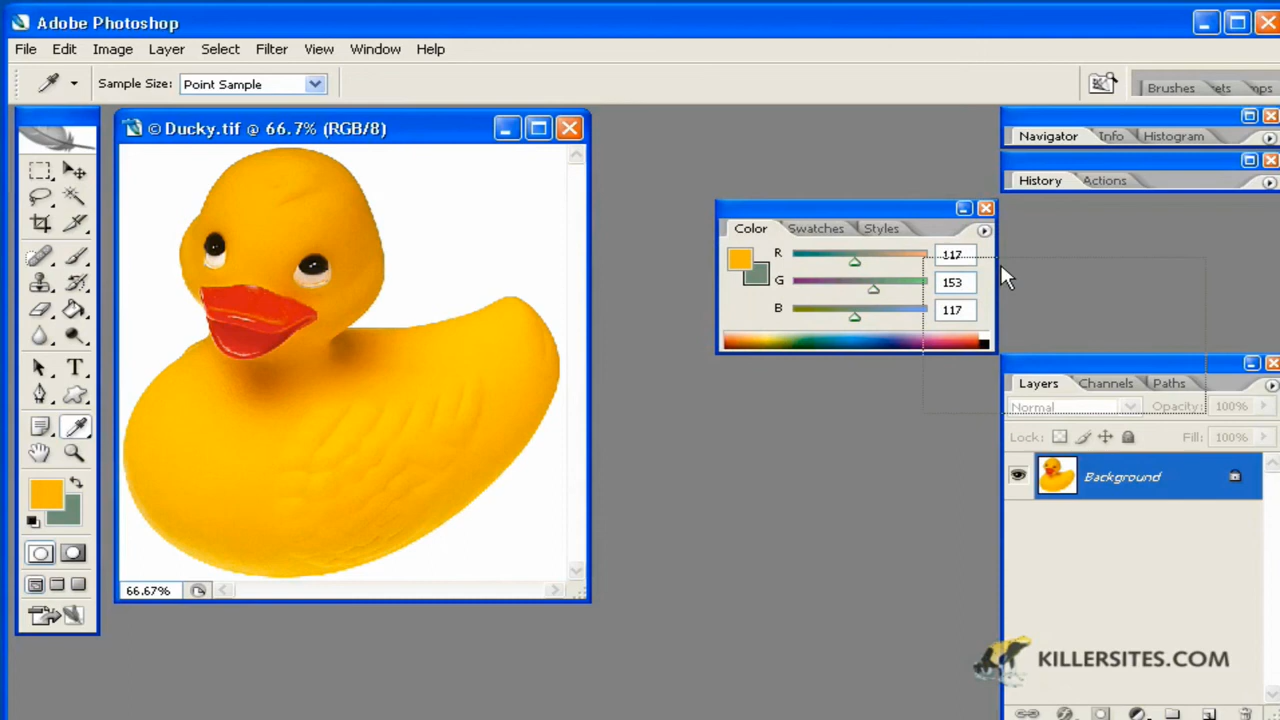 Adobe Photoshop
File Edit Image Layer Select Filter View Window Help
Sample Size: Point Sample
Brushes
© Ducky.tif @ 66.7% (RGB/8)
Navigator Info Histogram
History Actions
Color Swatches Styles
R 117
G 153
B 117
Layers Channels Paths
Normal Opacity: 100%
Lock: Fill: 100%
Background
T
66.67%
KILLERSITES.COM